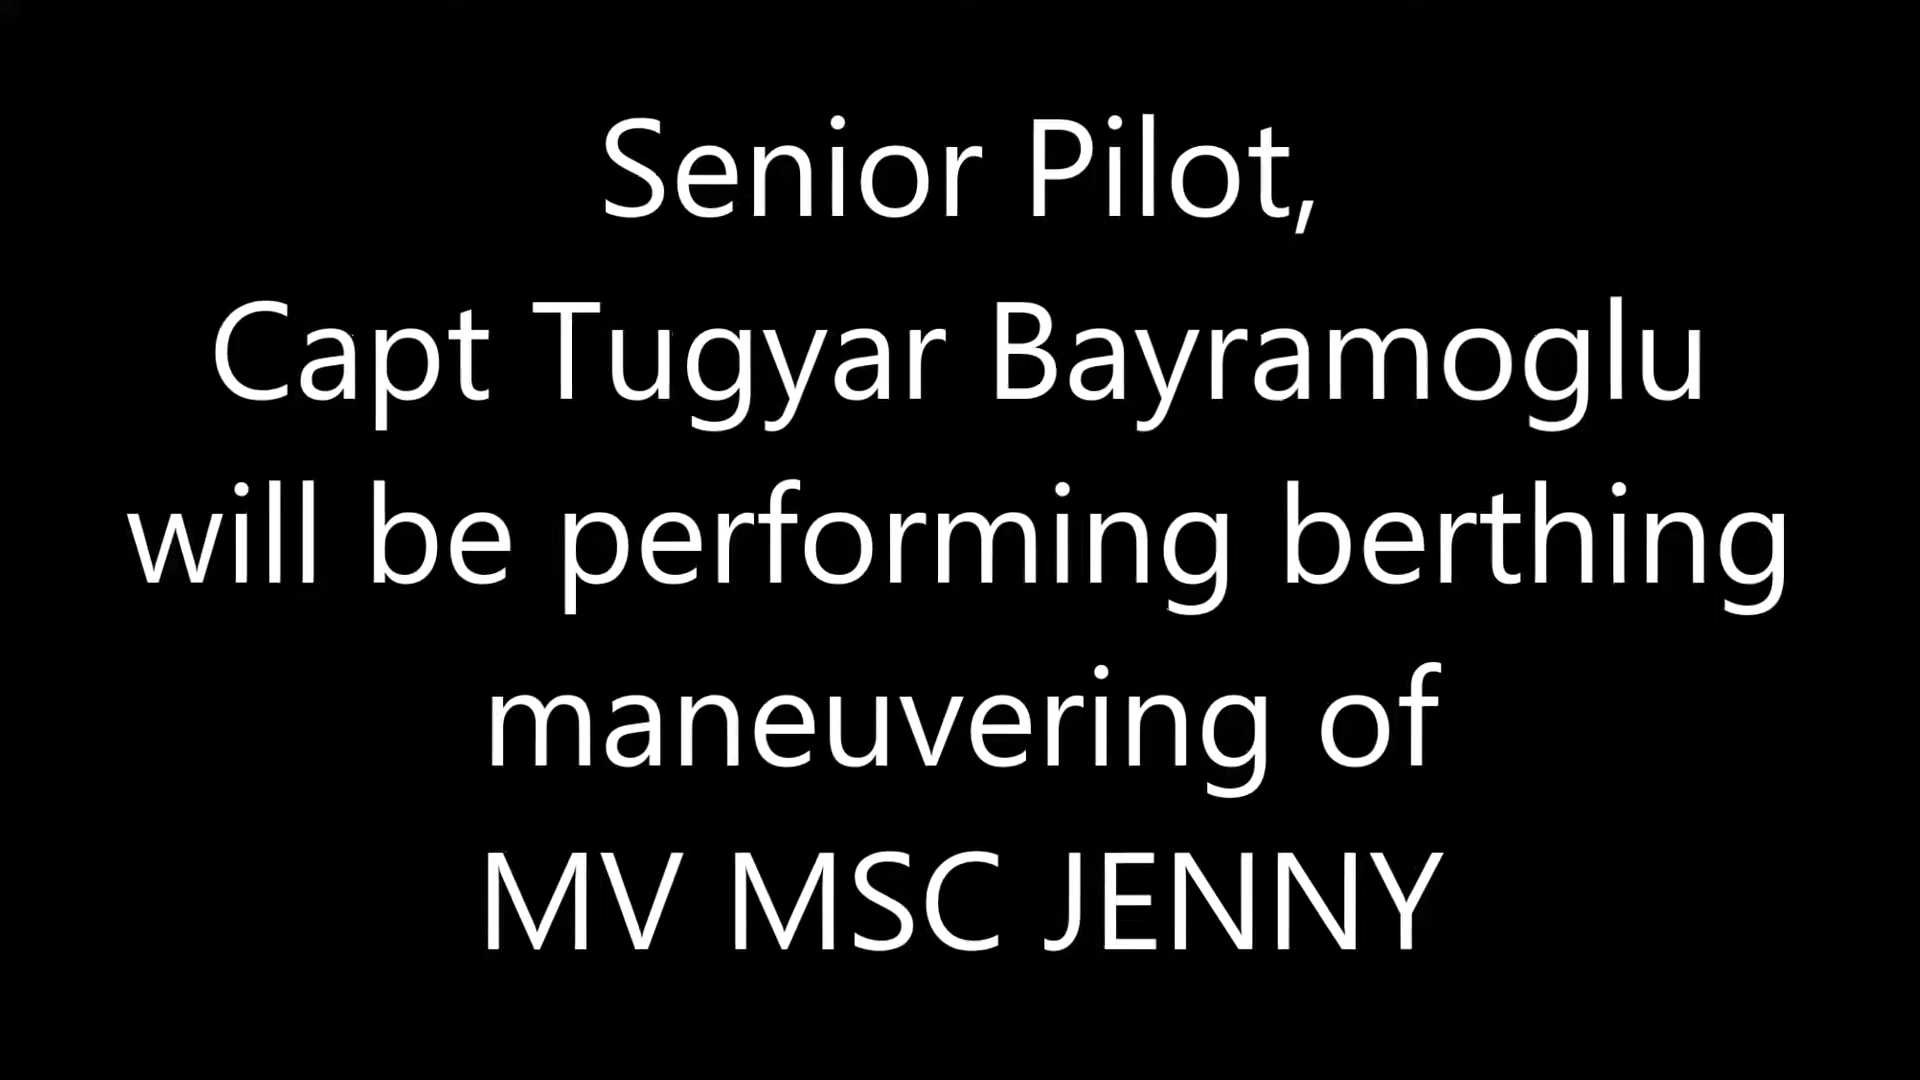 Senior Pilot,
Capt Tugyar Bayramoglu
will be performing berthing
maneuvering of
MV MSC JENNY